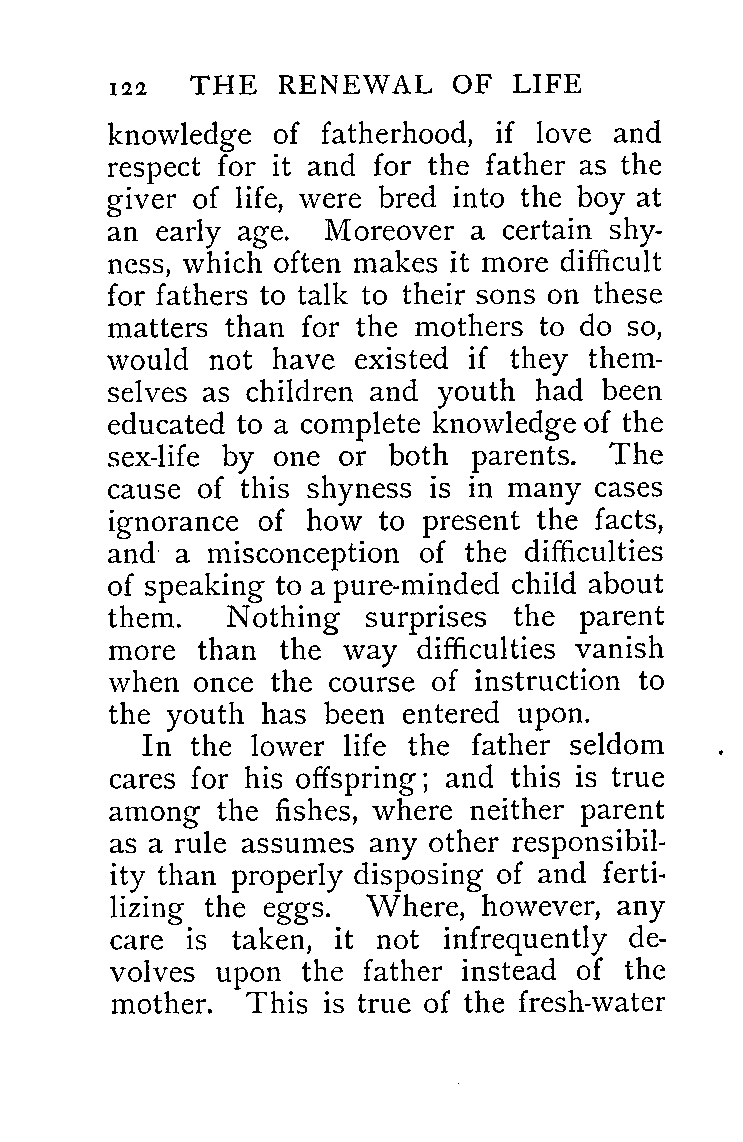 122 THE RENEWAL OF LIFE
knowledge of fatherhood, if love and
respect for it and for the father as the
giver of life, were bred into the boy at
an early age. Moreover a certain shy-
ness, which often makes it more difficult
for fathers to talk to their sons on these
matters than for the mothers to do so,
would not have existed if they them-
selves as children and youth had been
educated to a complete knowledge of the
sex-life by one or both parents. The
cause of this shyness is in many cases
ignorance of how to present the facts,
and a misconception of the difficulties
of speaking to a pure-minded child about
them. Nothing surprises the parent
more than the way difficulties vanish
when once the course of instruction to
the youth has been entered upon.
In the lower life the father seldom
cares for his offspring; and this is true
among the fishes, where neither parent
as a rule assumes any other responsibil-
ity than properly disposing of and ferti-
lizing the eggs. Where, however, any
care is taken, it not infrequently de-
volves upon the father instead of the
mother. This is true of the fresh-water